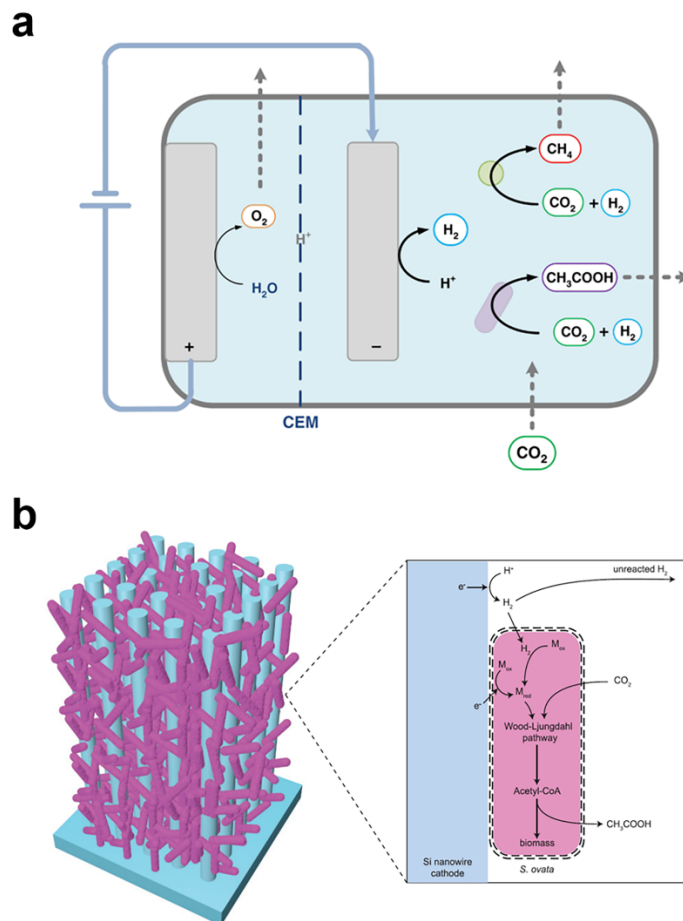 a
CH₄
O₂
H⁺
H₂
CO₂ + H₂
H₂O
H⁺
CH₃COOH
CO₂ + H₂
+
−
CEM
CO₂
b
H⁺
unreacted H₂
e⁻
H₂
H₂
Mox
Mox
CO₂
Mred
e⁻
Wood-Ljungdahl
pathway
Acetyl-CoA
CH₃COOH
biomass
Si nanowire
cathode
S. ovata